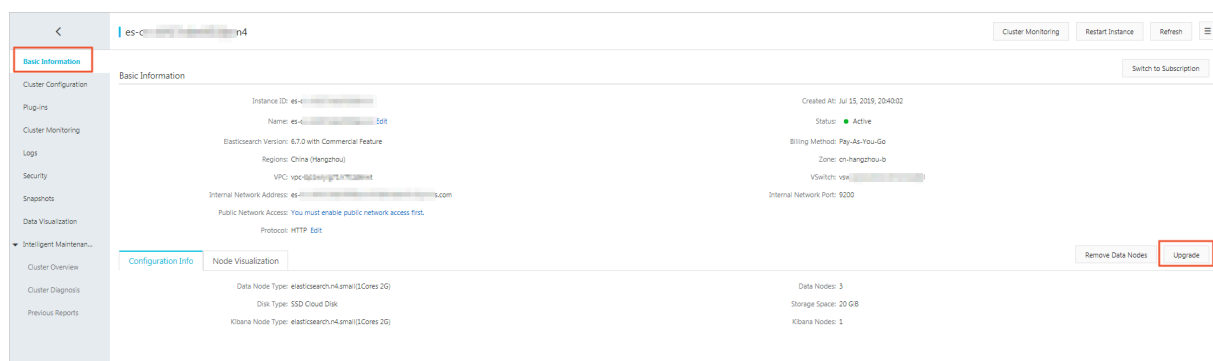 es-c n4
Cluster Monitoring
Restart Instance
Refresh
Basic Information
Cluster Configuration
Plug-ins
Cluster Monitoring
Logs
Security
Snapshots
Data Visualization
Intelligent Maintenan...
Cluster Overview
Cluster Diagnosis
Previous Reports
Switch to Subscription
Basic Information
Instance ID: es-c
Created At: Jul 15, 2019, 20:40:02
Name: es-c Edit
Status: Active
Elasticsearch Version: 6.7.0 with Commercial Feature
Billing Method: Pay-As-You-Go
Regions: China (Hangzhou)
Zone: cn-hangzhou-b
VPC: vpc-
VSwitch: vsw
Internal Network Address: es- s.com
Internal Network Port: 9200
Public Network Access: You must enable public network access first.
Protocol: HTTP Edit
Configuration Info
Node Visualization
Remove Data Nodes
Upgrade
Data Node Type: elasticsearch.n4.small(1Cores 2G)
Data Nodes: 3
Disk Type: SSD Cloud Disk
Storage Space: 20 GiB
Kibana Node Type: elasticsearch.n4.small(1Cores 2G)
Kibana Nodes: 1